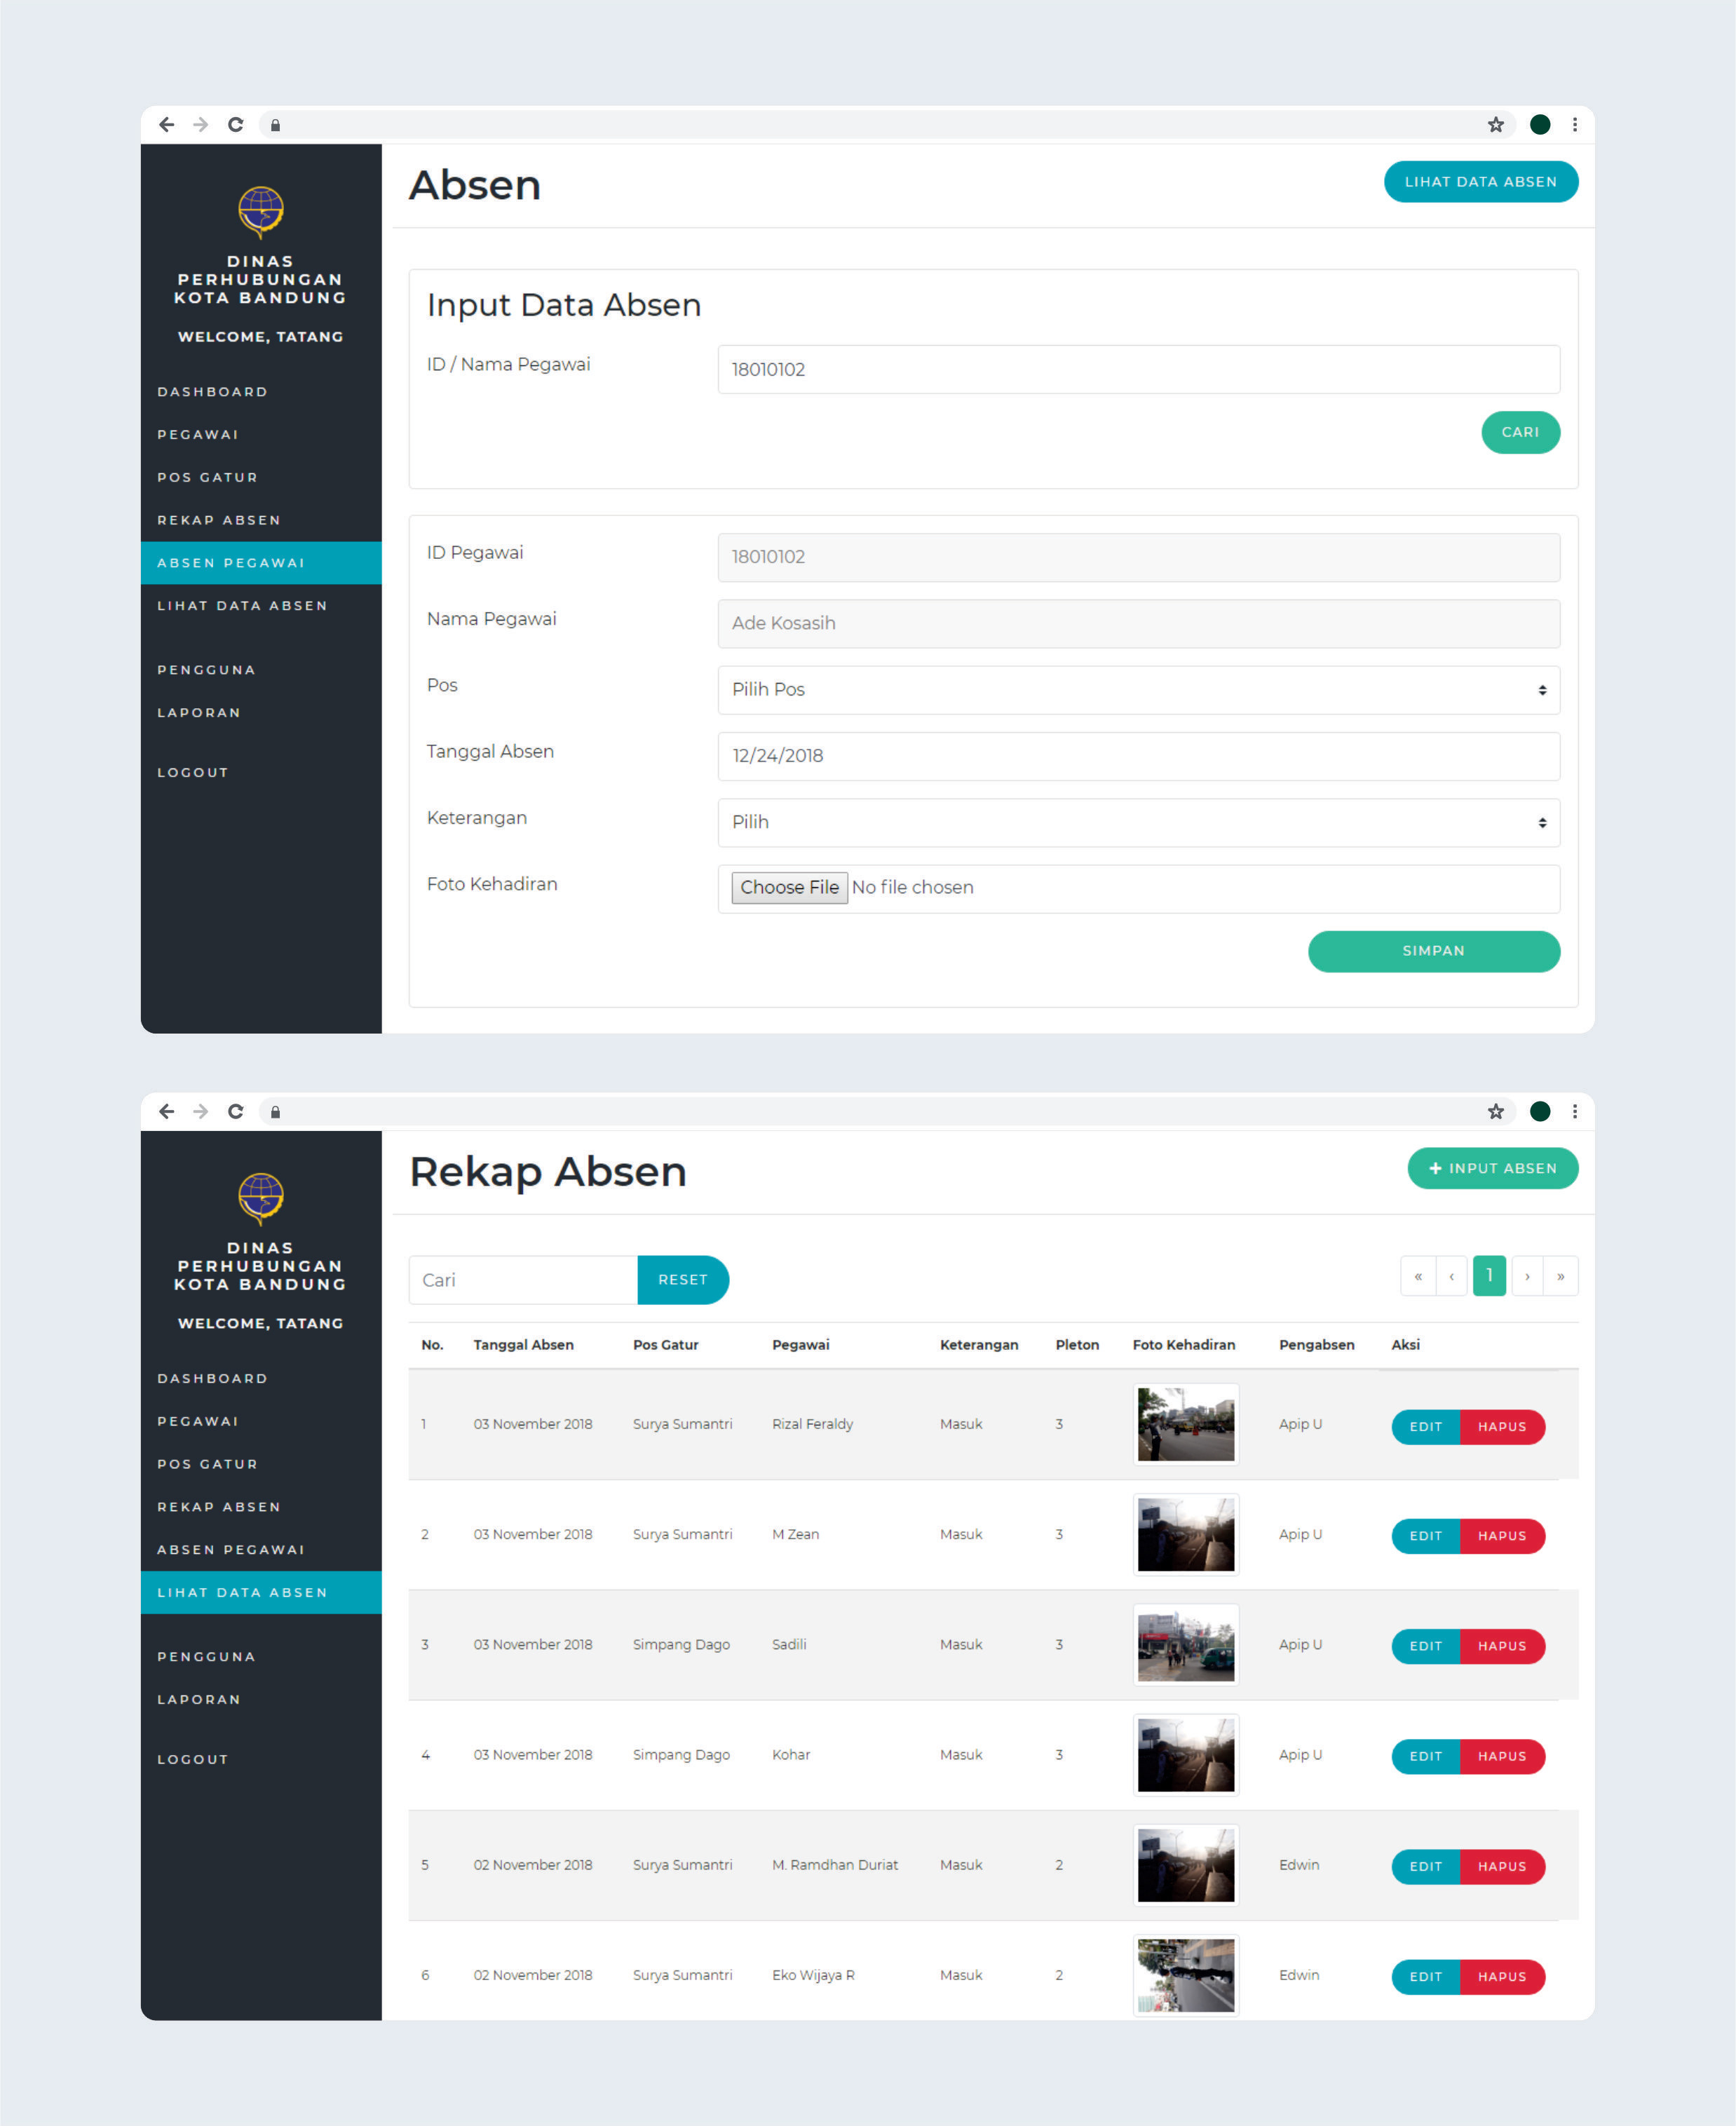 DINAS
PERHUBUNGAN
KOTA BANDUNG
WELCOME, TATANG
DASHBOARD
PEGAWAI
POS GATUR
REKAP ABSEN
ABSEN PEGAWAI
LIHAT DATA ABSEN
PENGGUNA
LAPORAN
LOGOUT
Absen
LIHAT DATA ABSEN
Input Data Absen
ID / Nama Pegawai
18010102
CARI
ID Pegawai
18010102
Nama Pegawai
Ade Kosasih
Pos
Pilih Pos
Tanggal Absen
12/24/2018
Keterangan
Pilih
Foto Kehadiran
Choose File No file chosen
SIMPAN
DINAS
PERHUBUNGAN
KOTA BANDUNG
WELCOME, TATANG
DASHBOARD
PEGAWAI
POS GATUR
REKAP ABSEN
ABSEN PEGAWAI
LIHAT DATA ABSEN
PENGGUNA
LAPORAN
LOGOUT
Rekap Absen
+ INPUT ABSEN
Cari RESET « ‹ 1 › »
No. Tanggal Absen Pos Gatur Pegawai Keterangan Pleton Foto Kehadiran Pengabsen Aksi
1 03 November 2018 Surya Sumantri Rizal Feraldy Masuk 3 Apip U EDIT HAPUS
2 03 November 2018 Surya Sumantri M Zean Masuk 3 Apip U EDIT HAPUS
3 03 November 2018 Simpang Dago Sadili Masuk 3 Apip U EDIT HAPUS
4 03 November 2018 Simpang Dago Kohar Masuk 3 Apip U EDIT HAPUS
5 02 November 2018 Surya Sumantri M. Ramdhan Duriat Masuk 2 Edwin EDIT HAPUS
6 02 November 2018 Surya Sumantri Eko Wijaya R Masuk 2 Edwin EDIT HAPUS